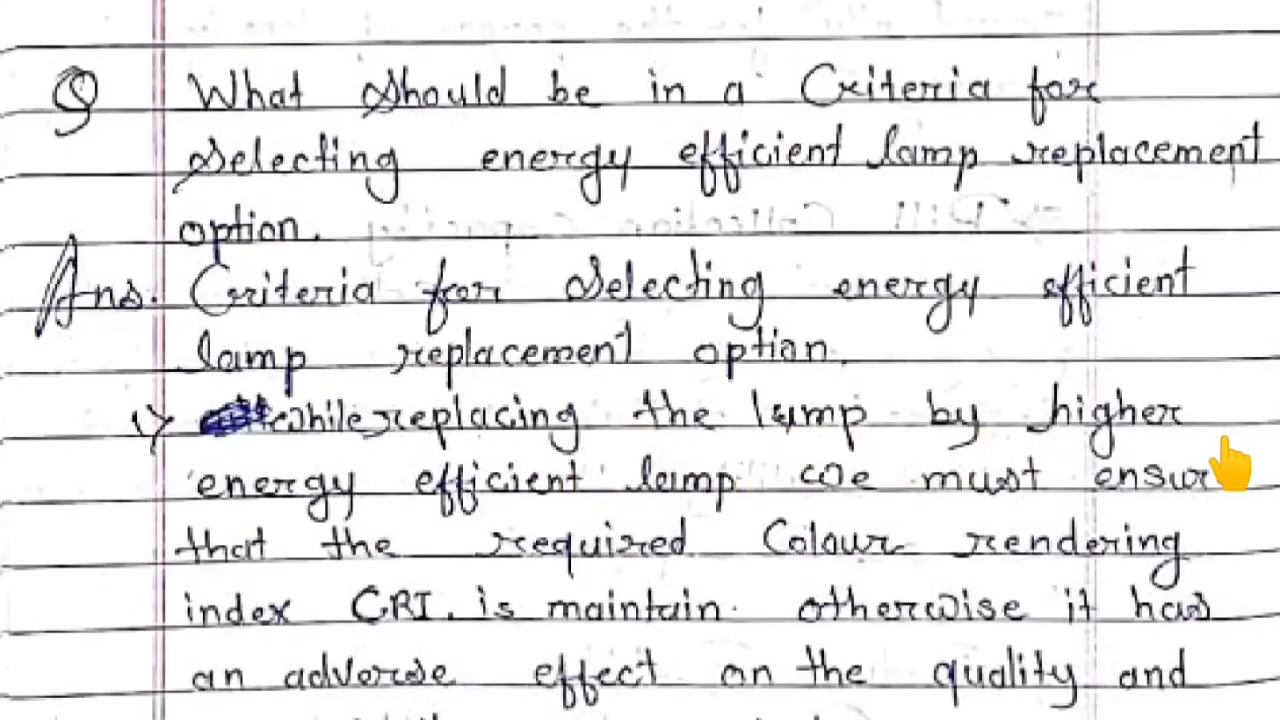 Q What should be in a Criteria for
selecting energy efficient lamp replacement
option.
Ans. Criteria for selecting energy efficient
lamp replacement option.
1) while replacing the lamp by higher
energy efficient lamp we must ensur
that the required Colour rendering
index CRI. is maintain. otherwise it has
an adverse effect on the quality and